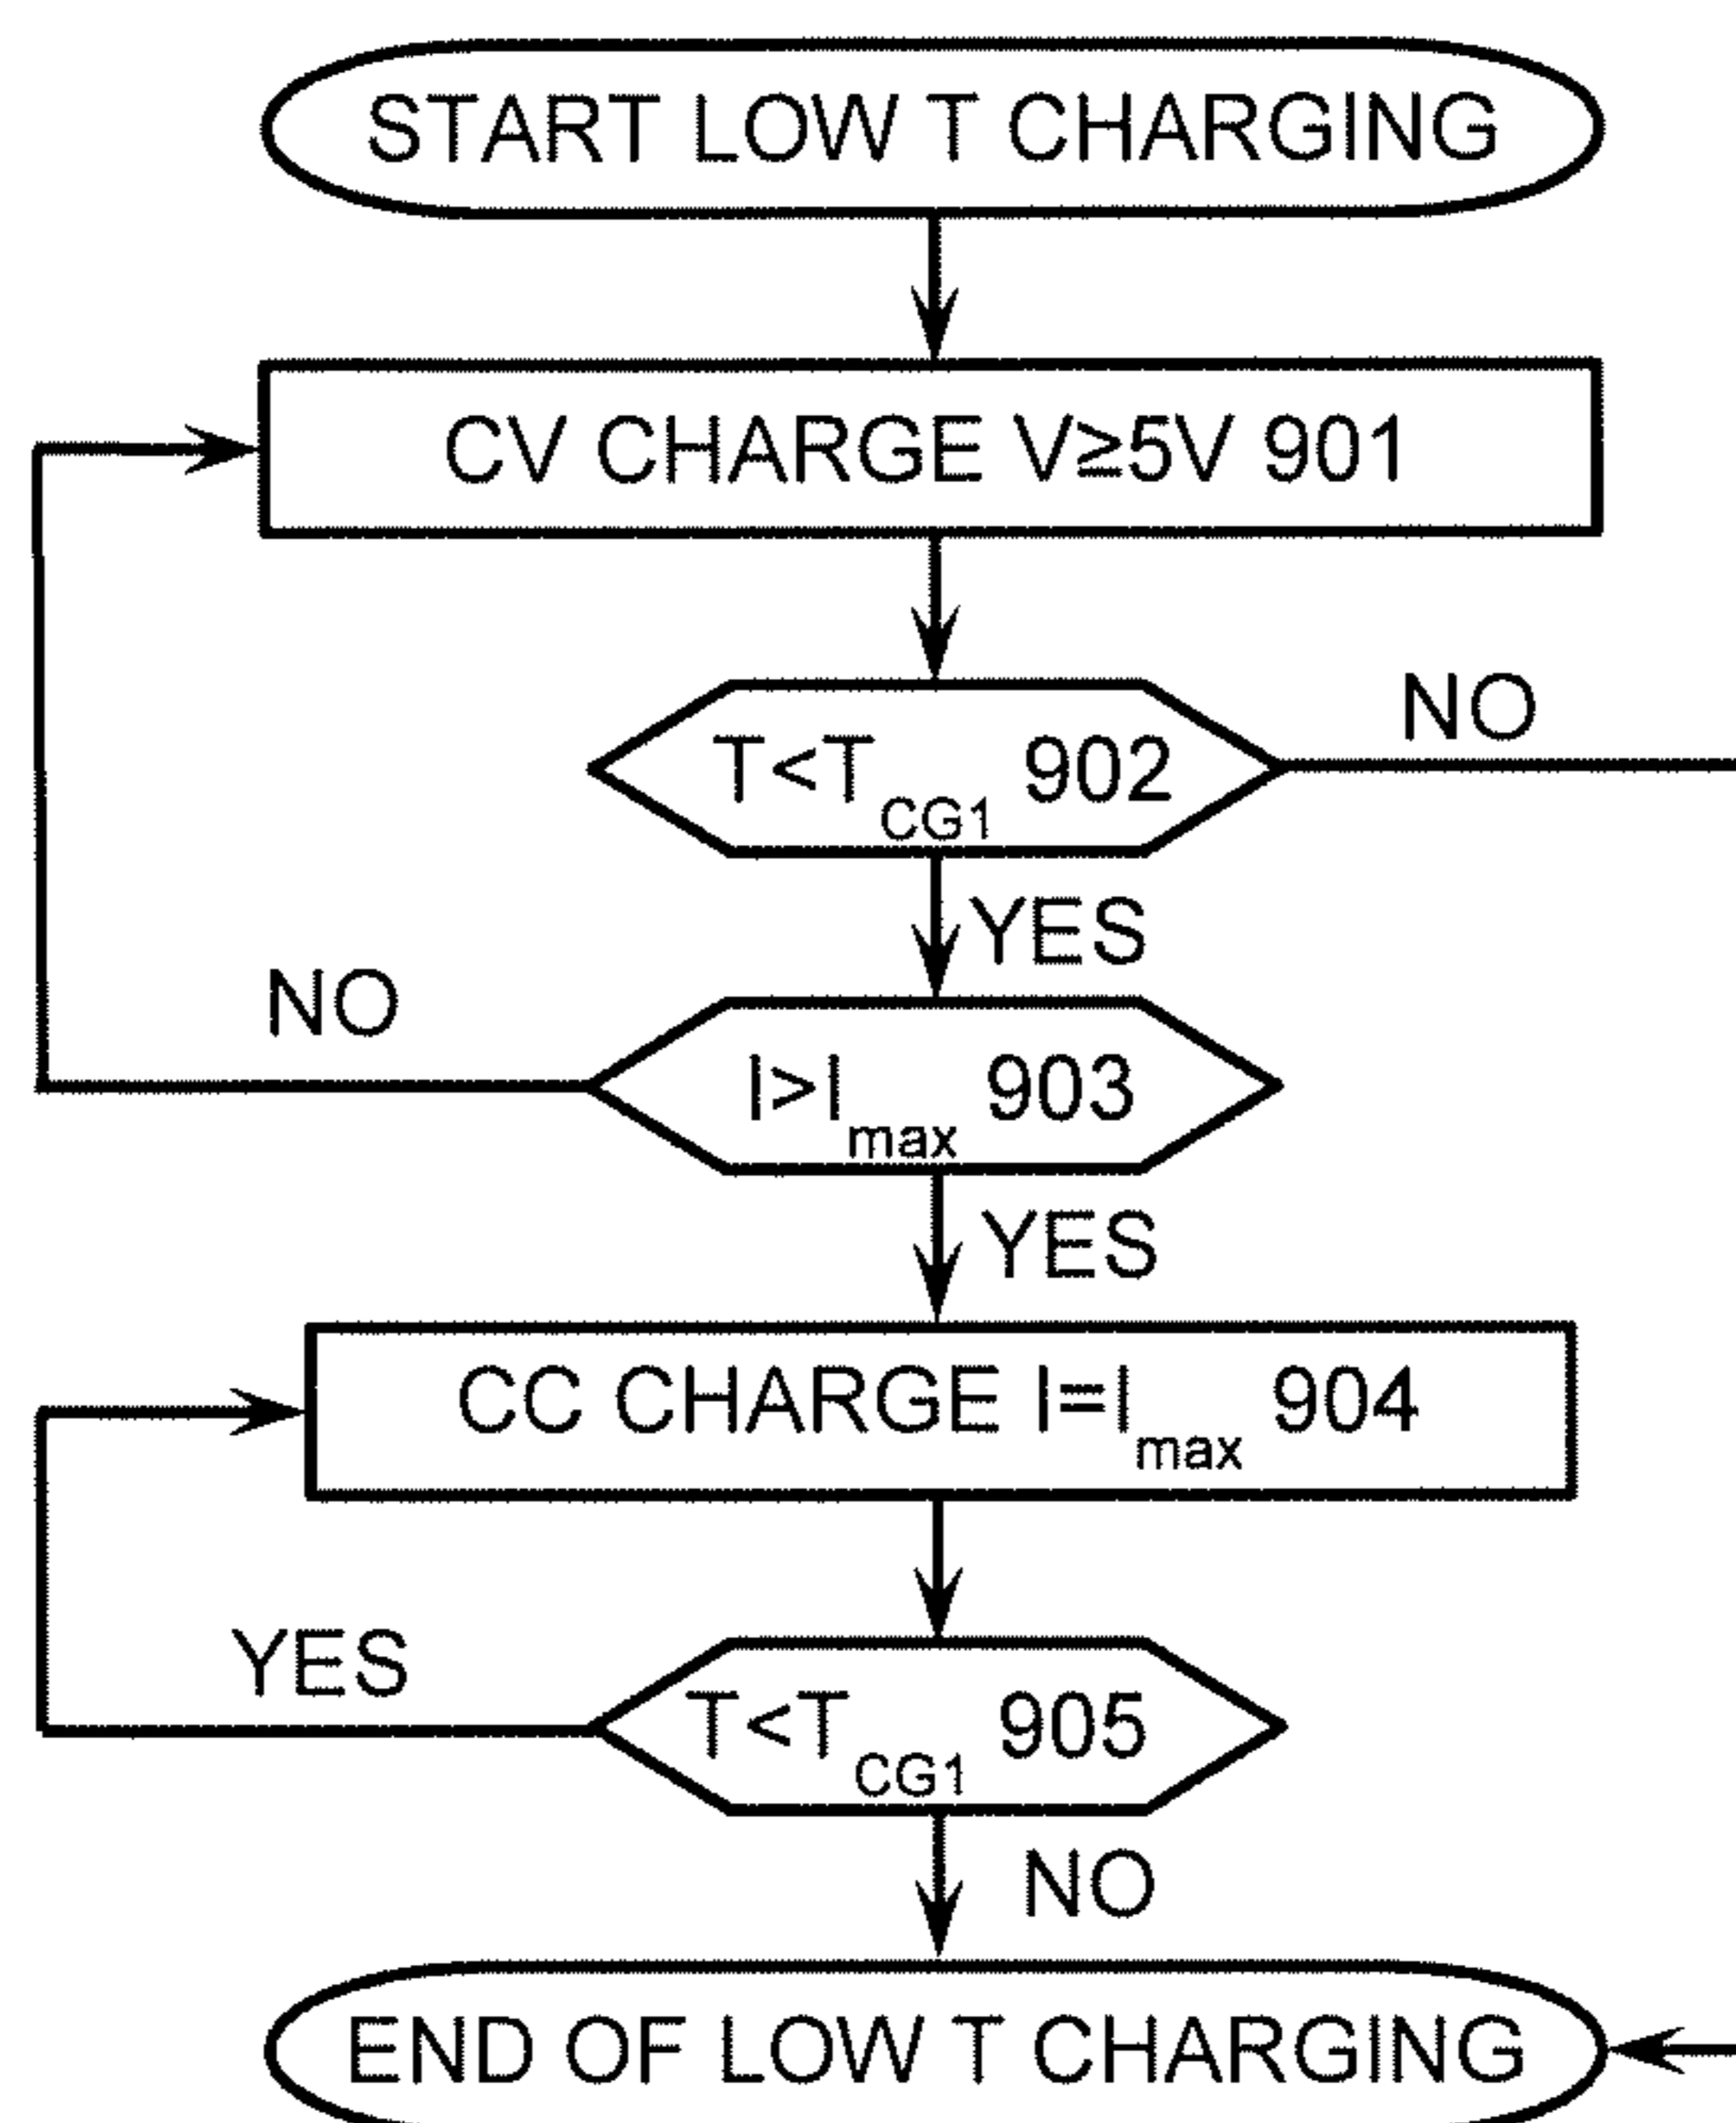 START LOW T CHARGING
CV CHARGE V≥5V 901
T<TCG1 902
NO
YES
NO
I>Imax 903
YES
CC CHARGE I=Imax 904
YES
T<TCG1 905
NO
END OF LOW T CHARGING